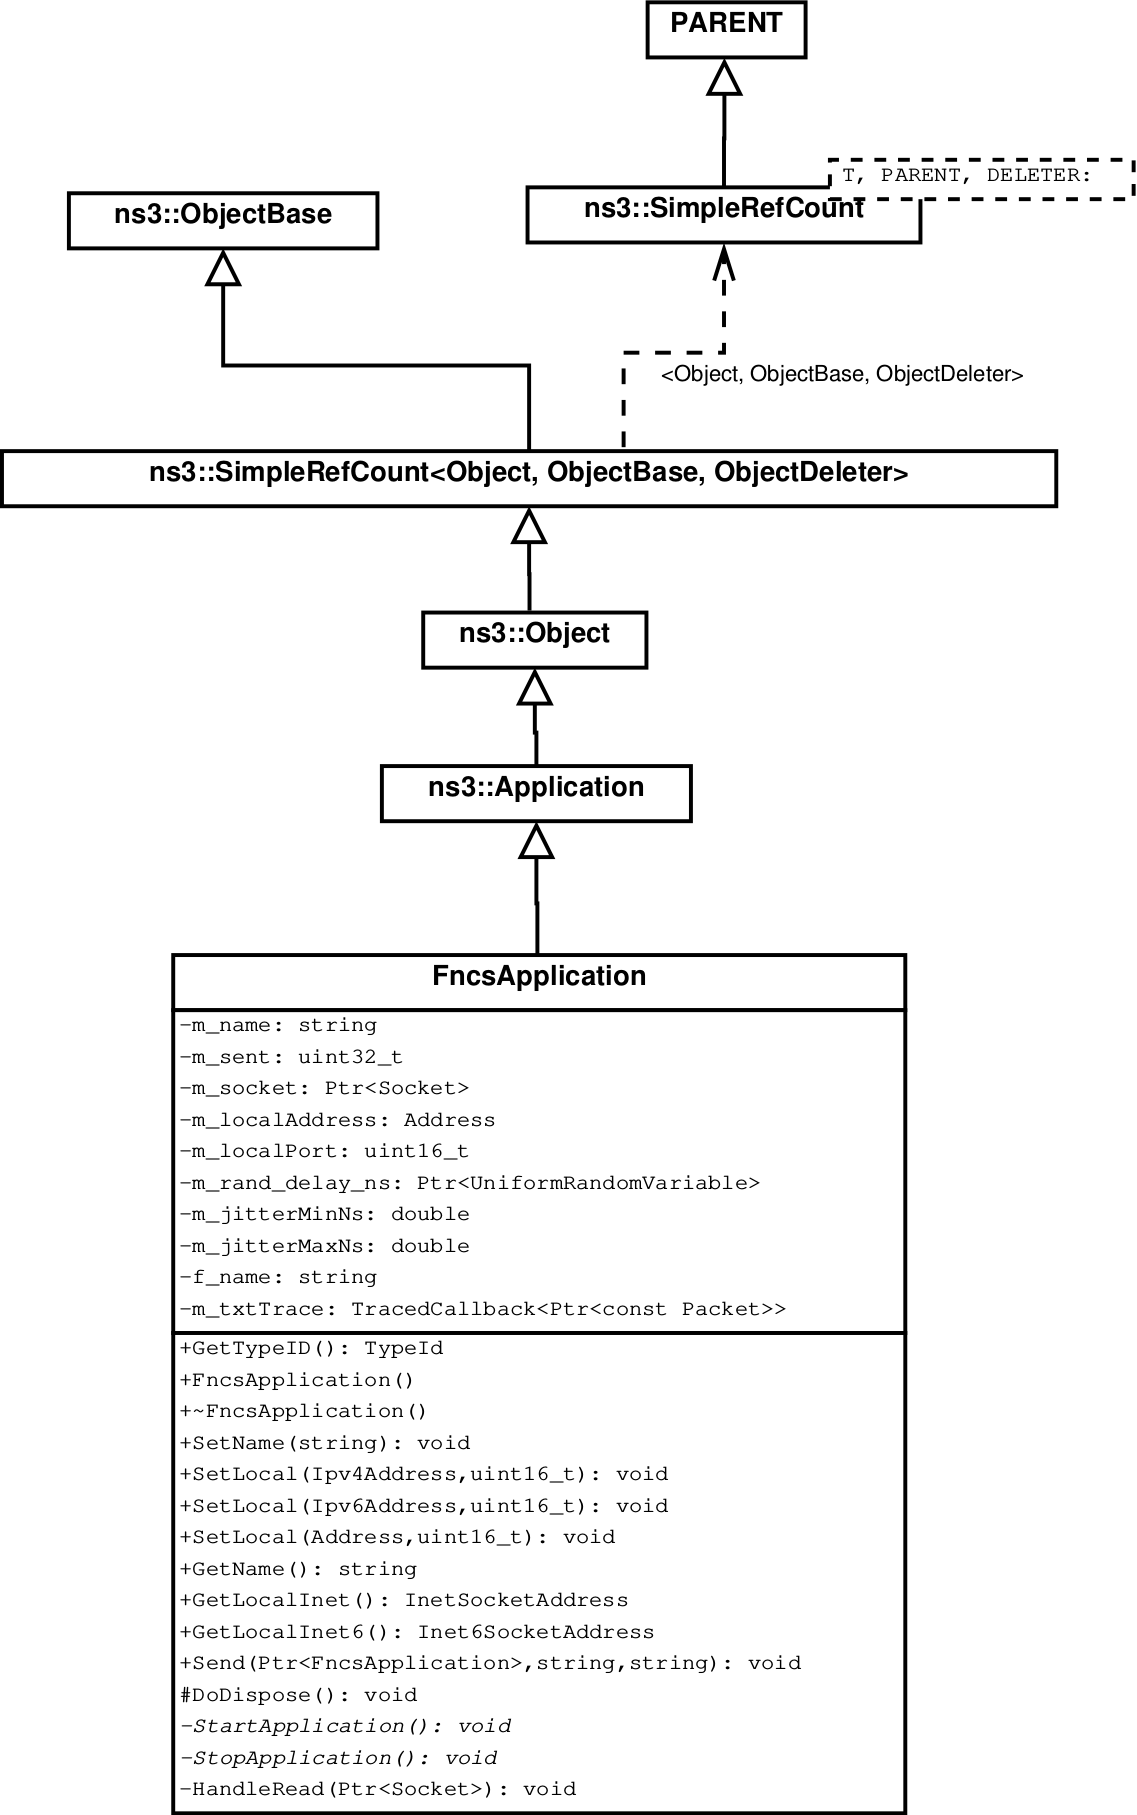 PARENT
T, PARENT, DELETER:
ns3::SimpleRefCount
ns3::ObjectBase
<Object, ObjectBase, ObjectDeleter>
ns3::SimpleRefCount<Object, ObjectBase, ObjectDeleter>
ns3::Object
ns3::Application
FncsApplication
-m_name: string
-m_sent: uint32_t
-m_socket: Ptr<Socket>
-m_localAddress: Address
-m_localPort: uint16_t
-m_rand_delay_ns: Ptr<UniformRandomVariable>
-m_jitterMinNs: double
-m_jitterMaxNs: double
-f_name: string
-m_txtTrace: TracedCallback<Ptr<const Packet>>
+GetTypeID(): TypeId
+FncsApplication()
+~FncsApplication()
+SetName(string): void
+SetLocal(Ipv4Address,uint16_t): void
+SetLocal(Ipv6Address,uint16_t): void
+SetLocal(Address,uint16_t): void
+GetName(): string
+GetLocalInet(): InetSocketAddress
+GetLocalInet6(): Inet6SocketAddress
+Send(Ptr<FncsApplication>,string,string): void
#DoDispose(): void
-StartApplication(): void
-StopApplication(): void
-HandleRead(Ptr<Socket>): void